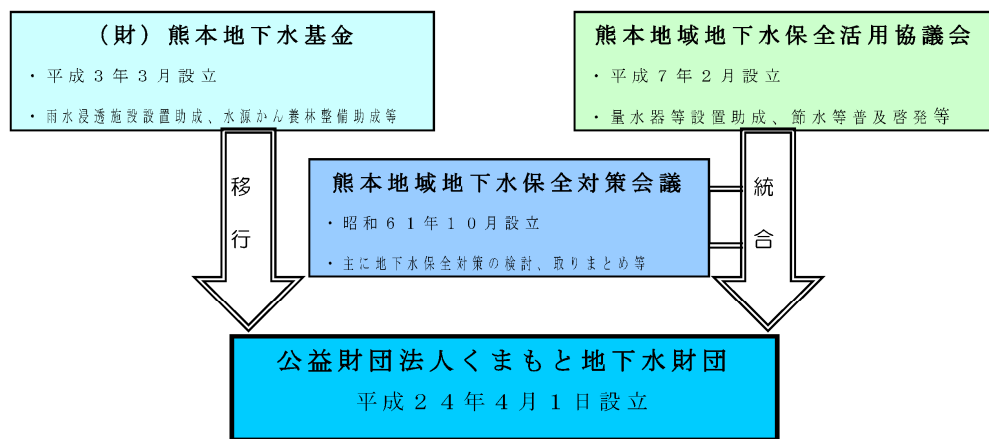 （財）熊本地下水基金
・平成３年３月設立
・雨水浸透施設設置助成、水源かん養林整備助成等
熊本地域地下水保全活用協議会
・平成７年２月設立
・量水器等設置助成、節水等普及啓発等
移行
熊本地域地下水保全対策会議
・昭和６１年１０月設立
・主に地下水保全対策の検討、取りまとめ等
統合
公益財団法人くまもと地下水財団
平成２４年４月１日設立